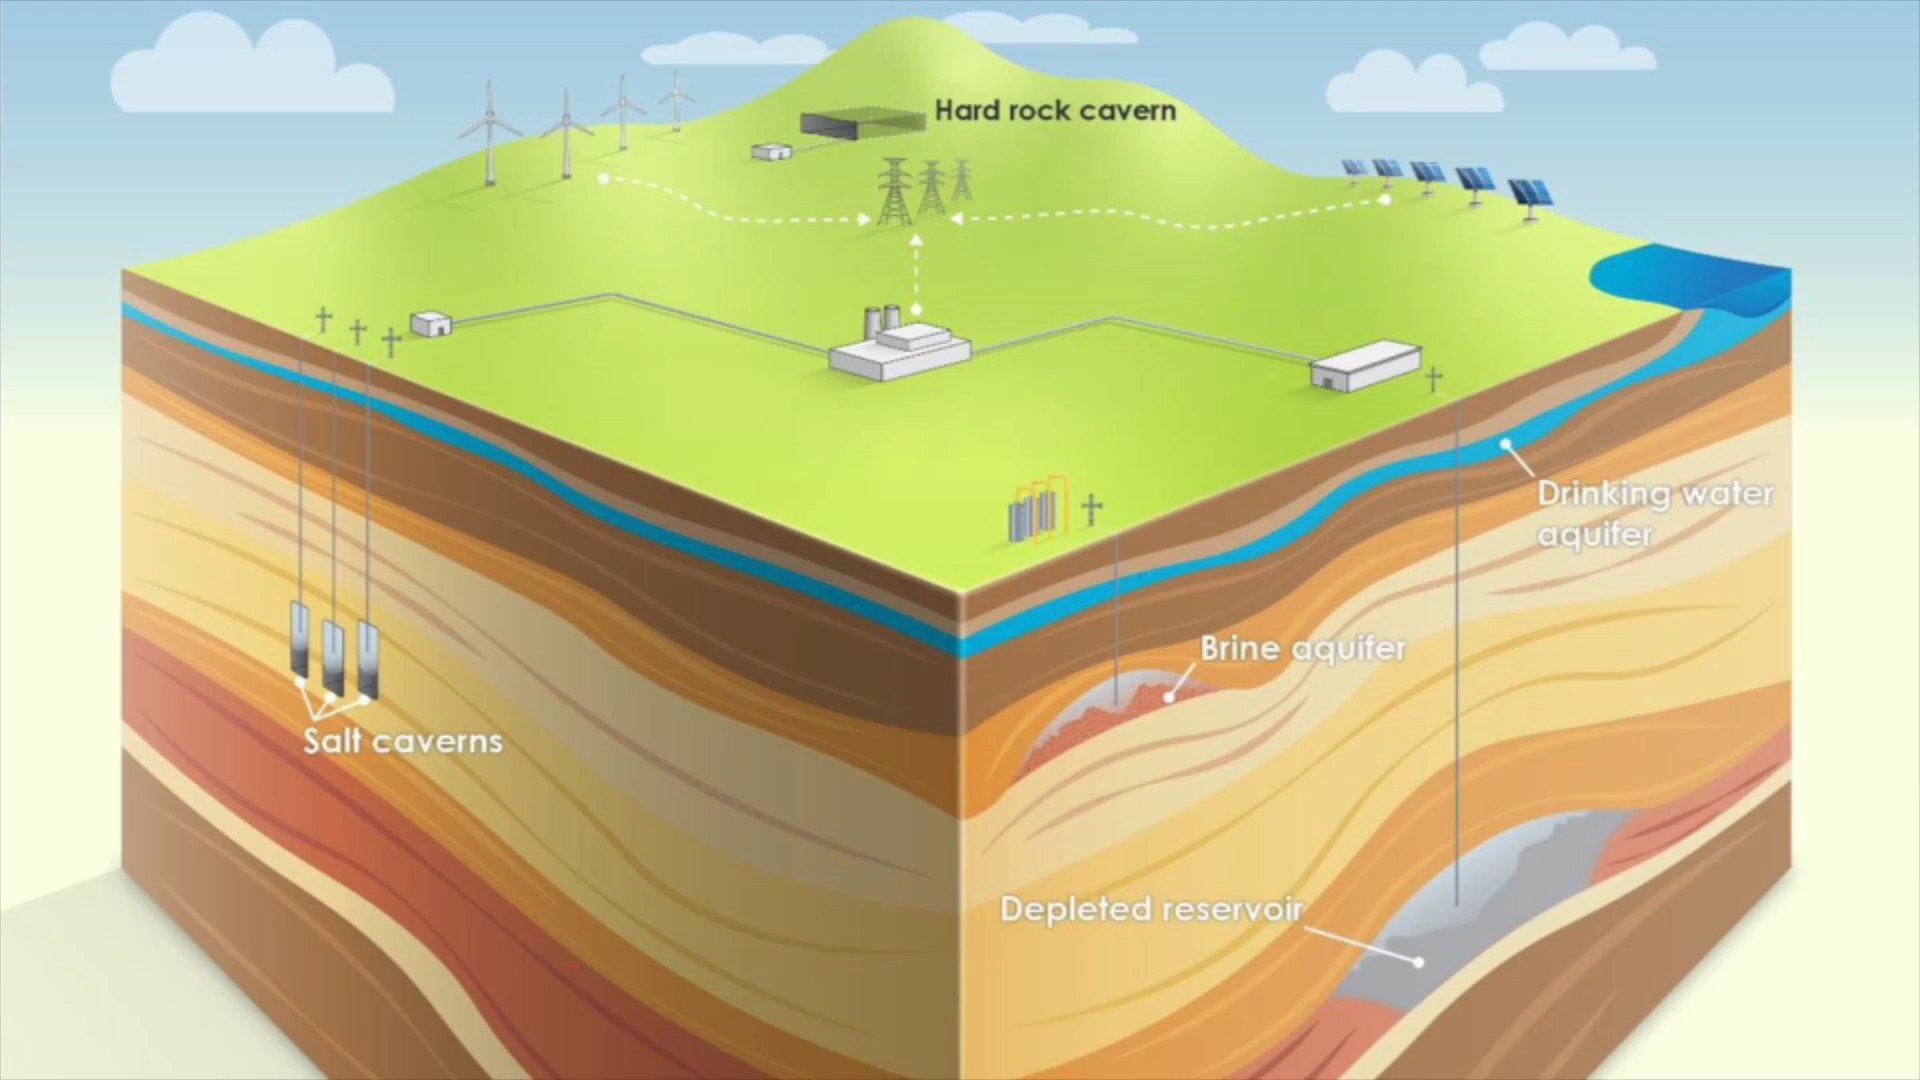 Hard rock cavern
Drinking water
aquifer
Brine aquifer
Salt caverns
Depleted reservoir